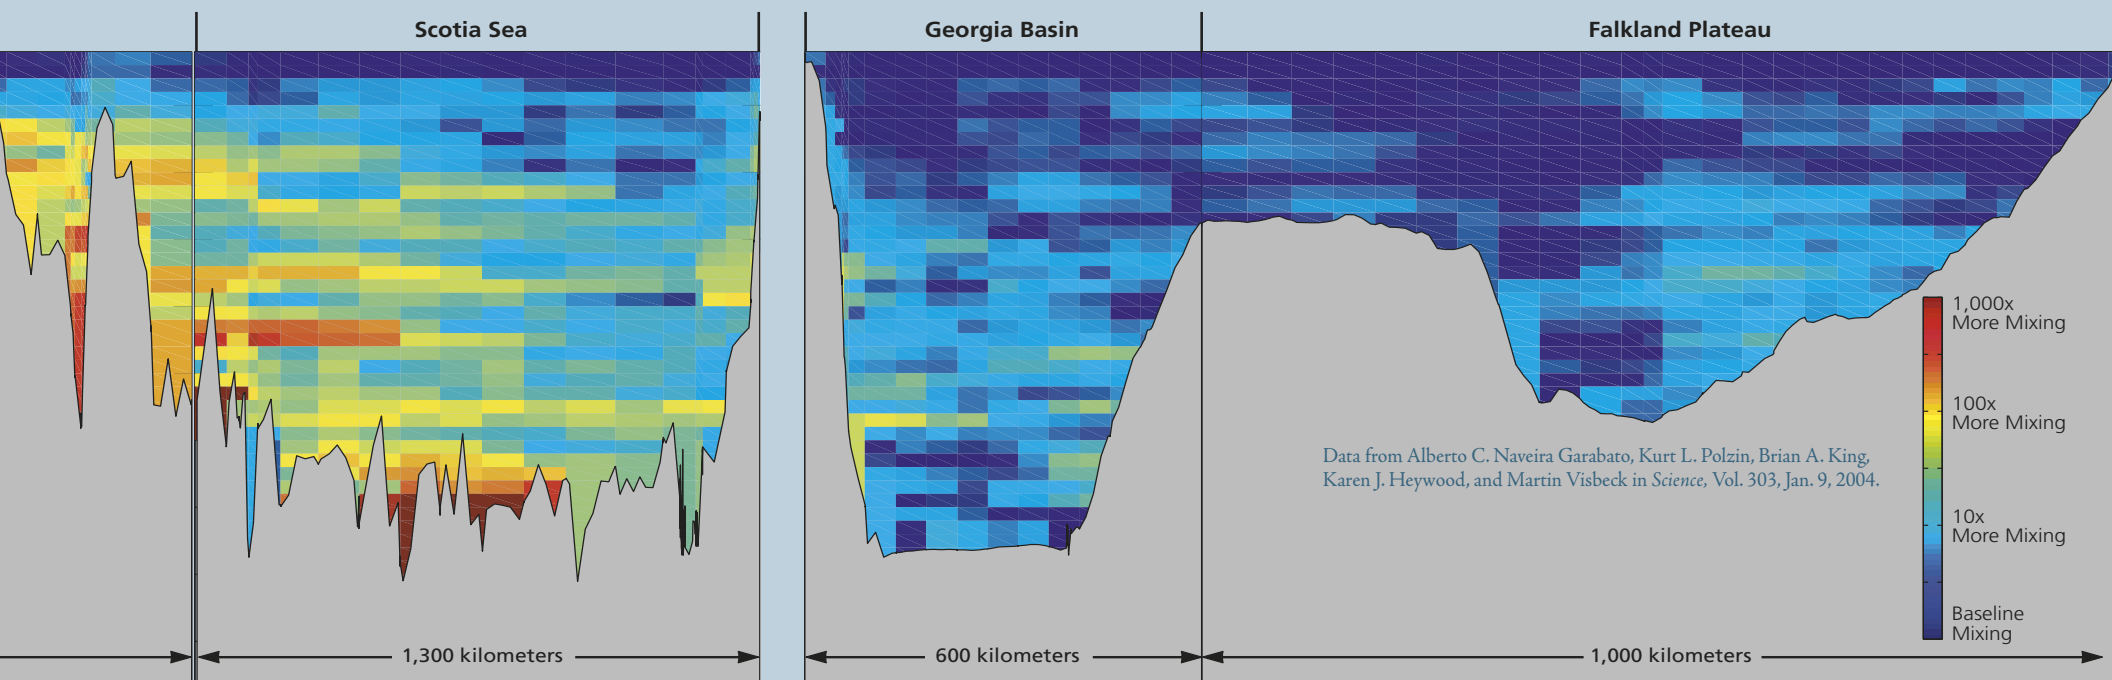 Scotia Sea
Georgia Basin
Falkland Plateau
1,000x
More Mixing
100x
More Mixing
10x
More Mixing
Baseline
Mixing
Data from Alberto C. Naveira Garabato, Kurt L. Polzin, Brian A. King,
Karen J. Heywood, and Martin Visbeck in Science, Vol. 303, Jan. 9, 2004.
1,300 kilometers
600 kilometers
1,000 kilometers